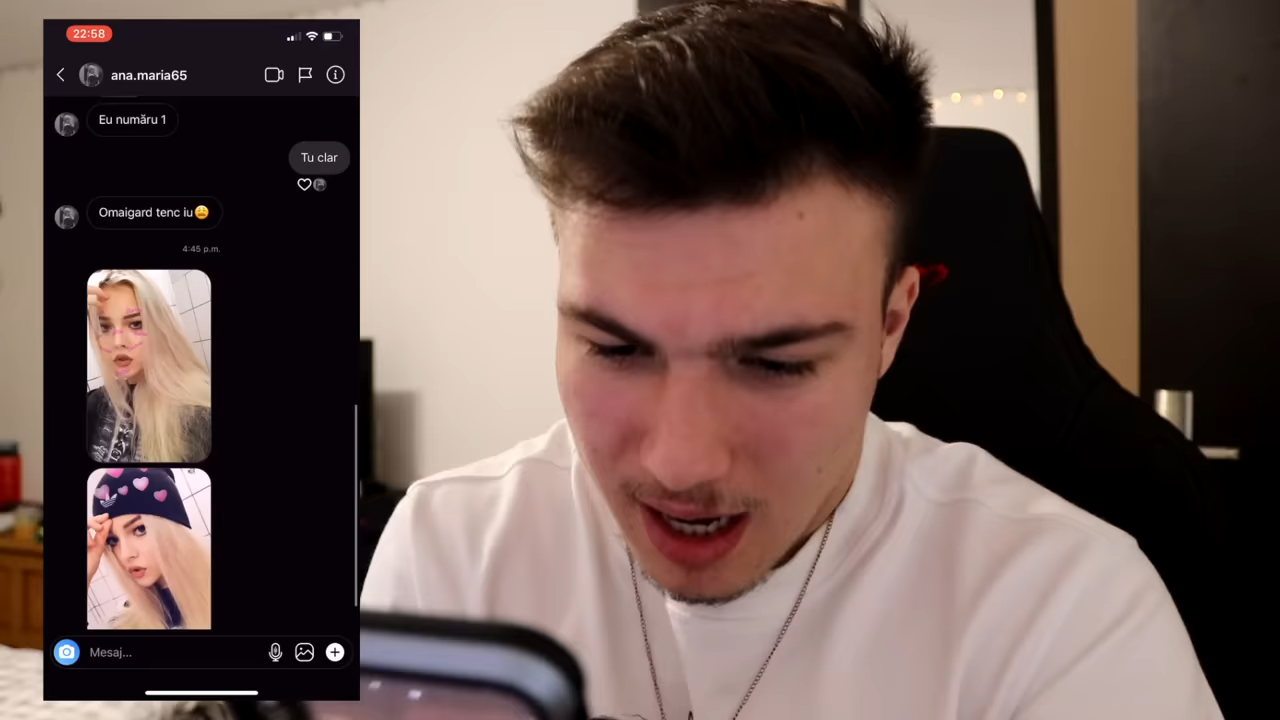 22:58
ana.maria65
Eu număru 1
Tu clar
Omaigard tenc iu😩
4:45 p.m.
Mesaj...